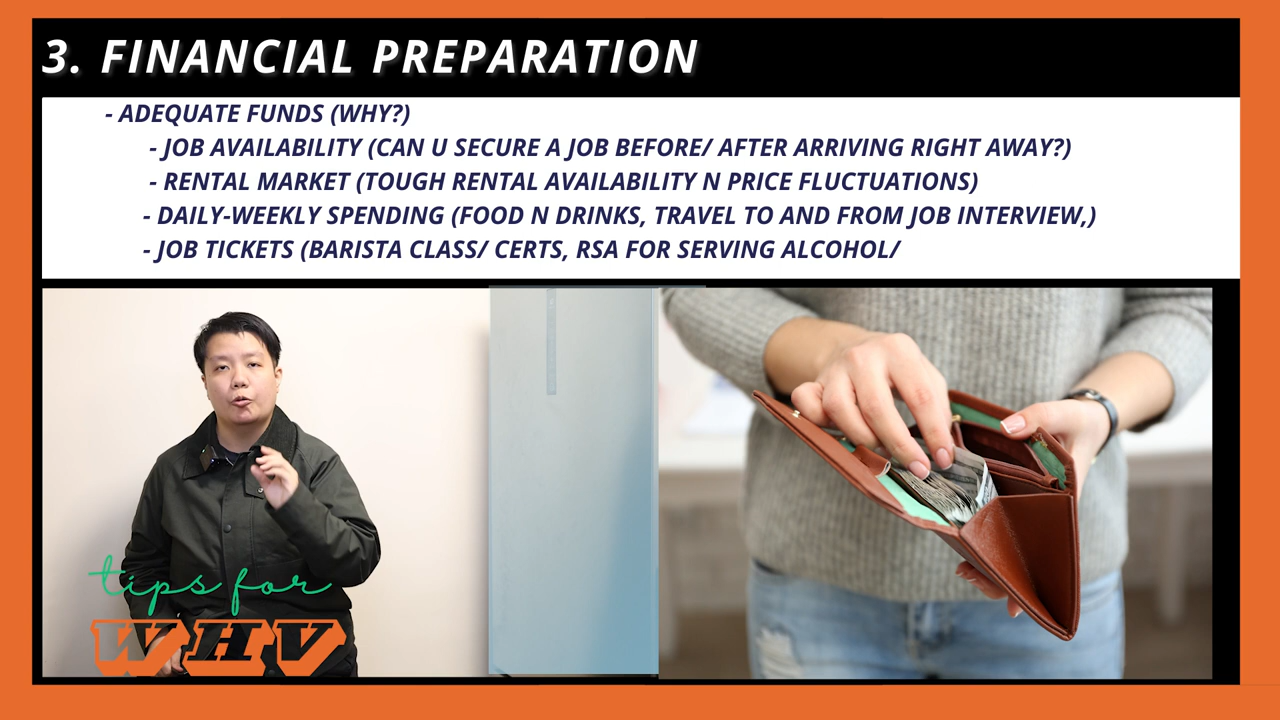 3. FINANCIAL PREPARATION
- ADEQUATE FUNDS (WHY?)
- JOB AVAILABILITY (CAN U SECURE A JOB BEFORE/ AFTER ARRIVING RIGHT AWAY?)
- RENTAL MARKET (TOUGH RENTAL AVAILABILITY N PRICE FLUCTUATIONS)
- DAILY-WEEKLY SPENDING (FOOD N DRINKS, TRAVEL TO AND FROM JOB INTERVIEW,)
- JOB TICKETS (BARISTA CLASS/ CERTS, RSA FOR SERVING ALCOHOL/
tips for
WHV